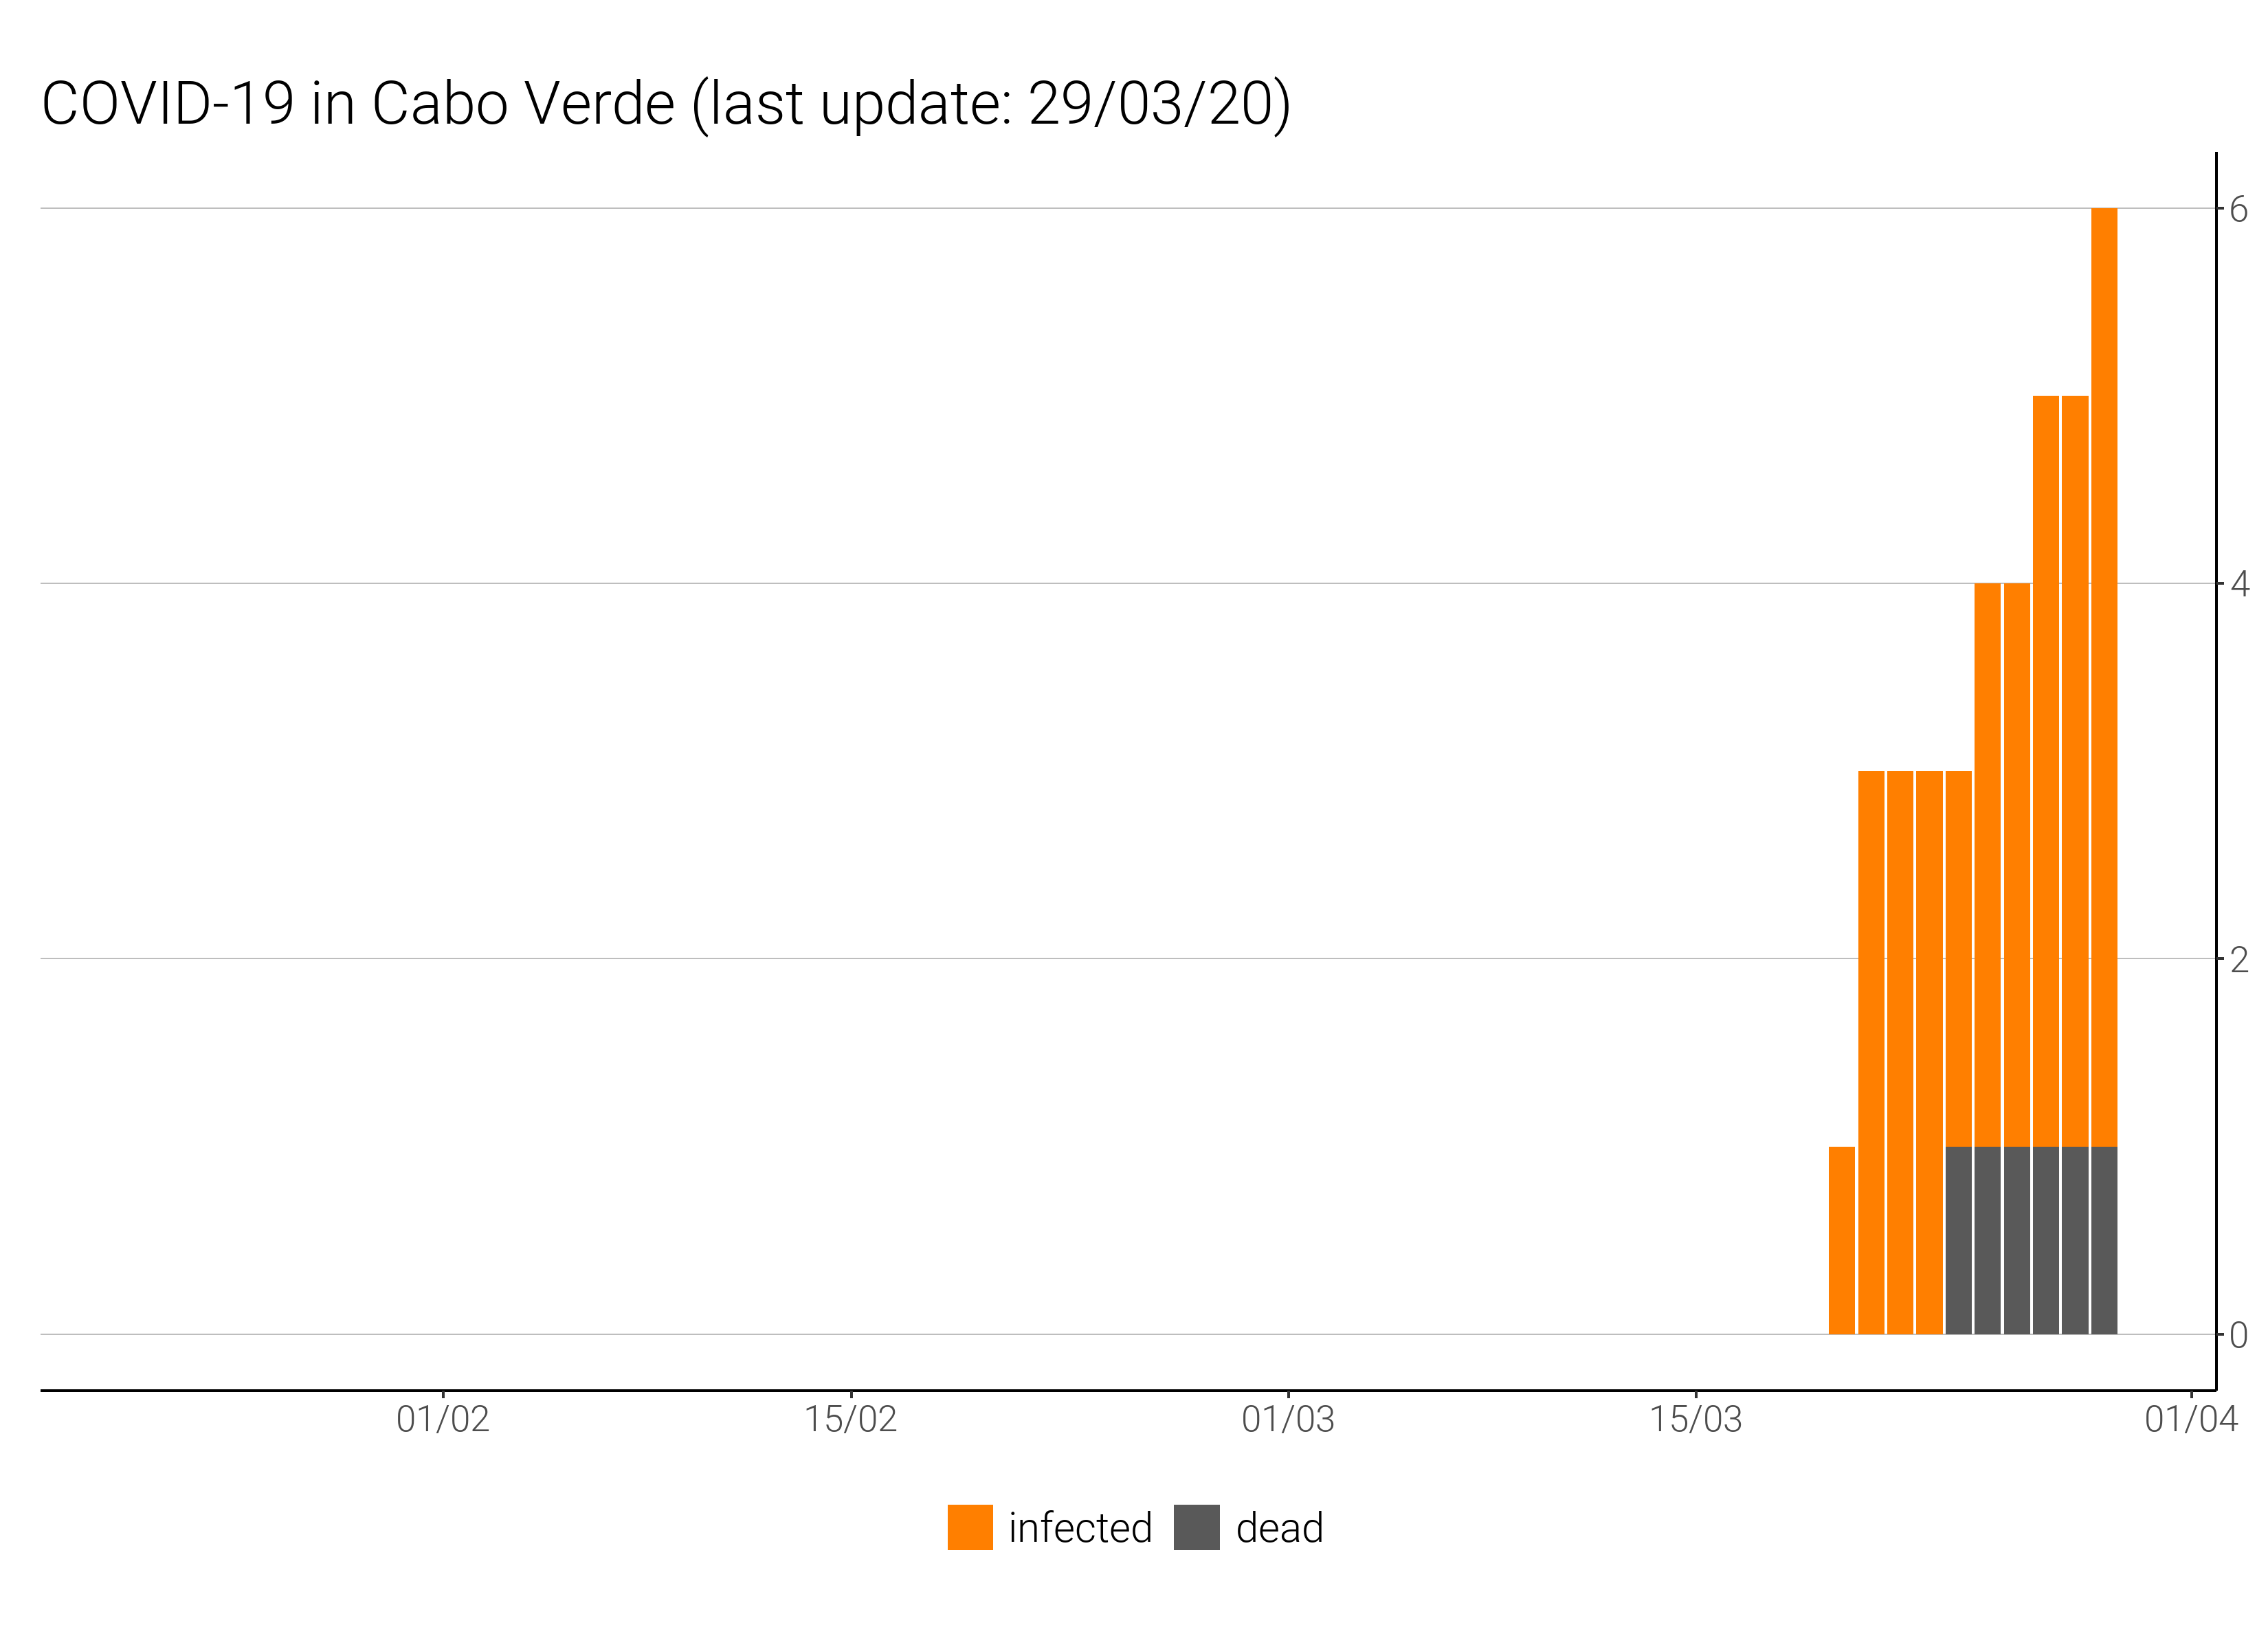 COVID-19 in Cabo Verde (last update: 29/03/20)
6
4
2
0
01/02 15/02 01/03 15/03 01/04
infected dead